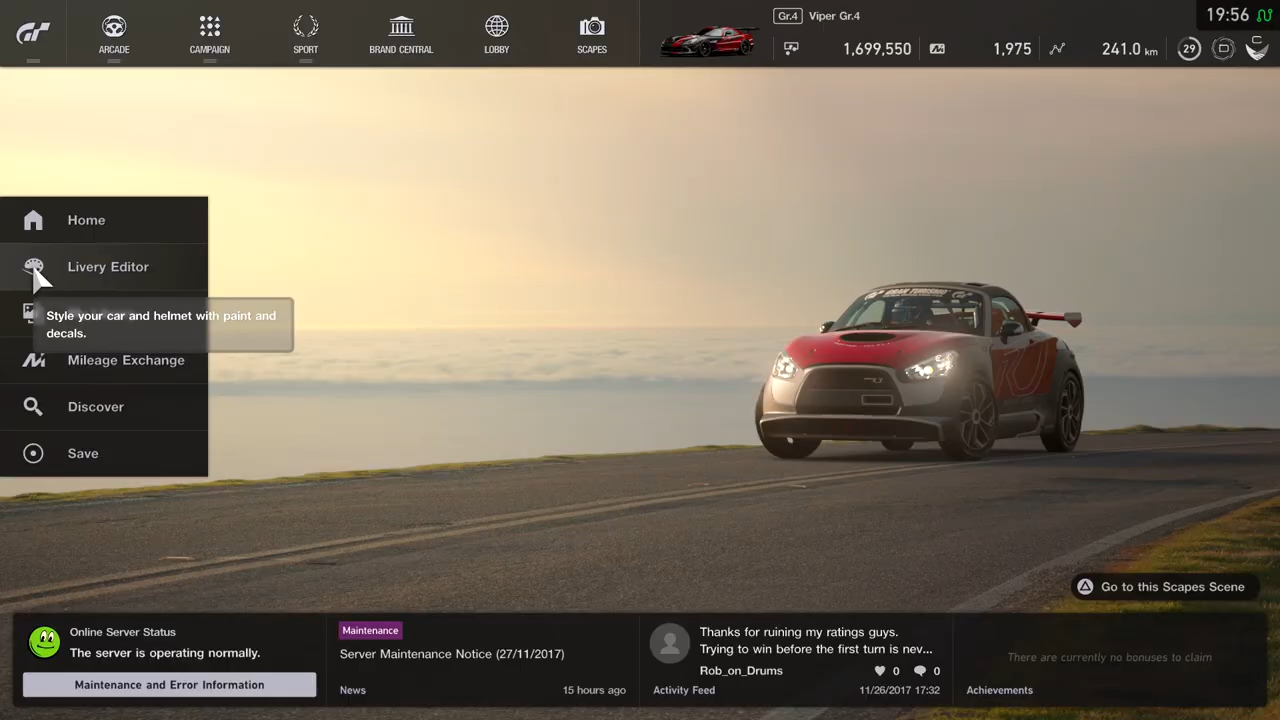 ARCADE
CAMPAIGN
SPORT
BRAND CENTRAL
LOBBY
SCAPES
Gr.4 Viper Gr.4
1,699,550
1,975
241.0 km
29
19:56
Home
Livery Editor
Style your car and helmet with paint and
decals.
Mileage Exchange
Discover
Save
GRAN TURISMO
Go to this Scapes Scene
Online Server Status
The server is operating normally.
Maintenance and Error Information
Maintenance
Server Maintenance Notice (27/11/2017)
News
15 hours ago
Thanks for ruining my ratings guys.
Trying to win before the first turn is nev...
Rob_on_Drums
0
0
Activity Feed
11/26/2017 17:32
There are currently no bonuses to claim
Achievements